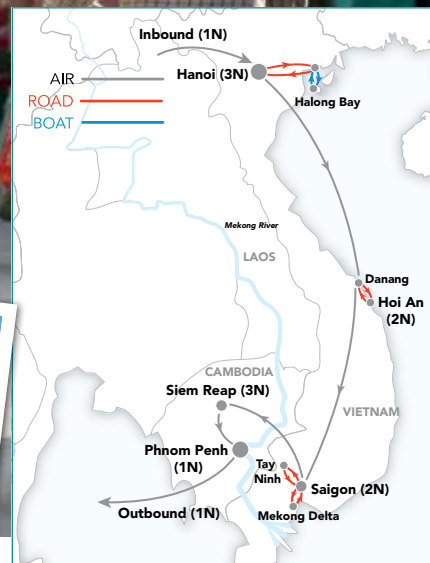 Inbound (1N)
Hanoi (3N)
AIR
ROAD
BOAT
Halong Bay
Mekong River
LAOS
Danang
Hoi An
(2N)
CAMBODIA
Siem Reap (3N)
VIETNAM
Phnom Penh
(1N)
Tay
Ninh
Saigon (2N)
Mekong Delta
Outbound (1N)